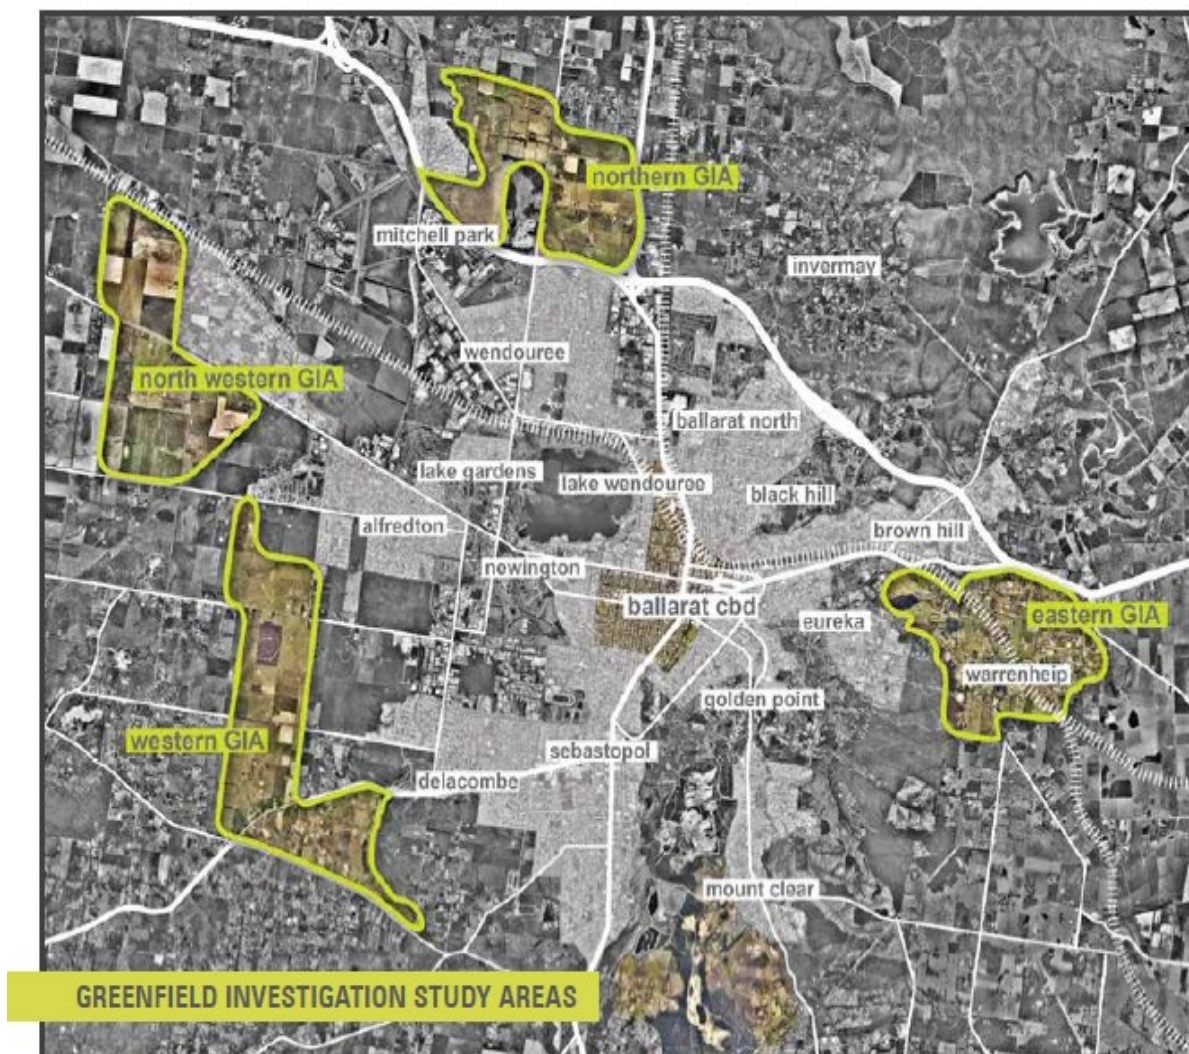 northern GIA
mitchell park
invermay
wendouree
north western GIA
ballarat north
lake gardens
lake wendouree
black hill
alfredton
brown hill
newington
ballarat cbd
eureka
eastern GIA
warrenheip
golden point
western GIA
sebastopol
delacombe
mount clear
GREENFIELD INVESTIGATION STUDY AREAS